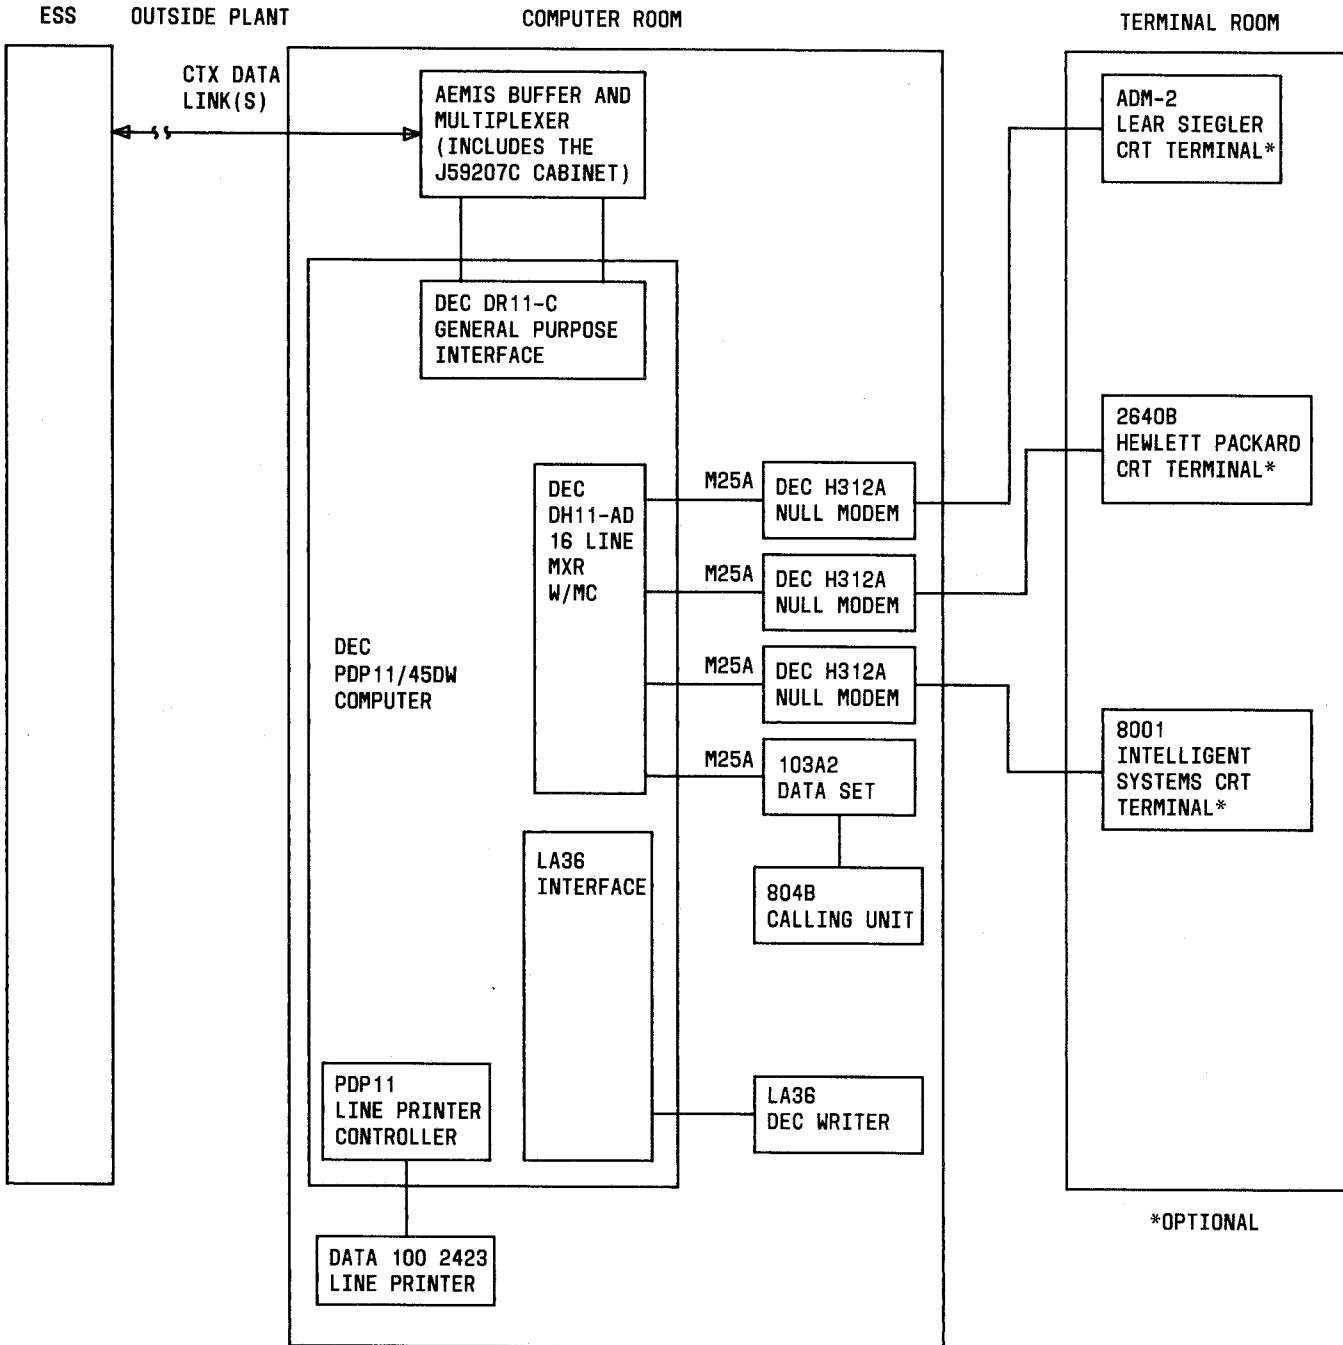 ESS
OUTSIDE PLANT
COMPUTER ROOM
TERMINAL ROOM
CTX DATA
LINK(S)
AEMIS BUFFER AND
MULTIPLEXER
(INCLUDES THE
J59207C CABINET)
ADM-2
LEAR SIEGLER
CRT TERMINAL*
DEC DR11-C
GENERAL PURPOSE
INTERFACE
2640B
HEWLETT PACKARD
CRT TERMINAL*
DEC
DH11-AD
16 LINE
MXR
W/MC
M25A
DEC H312A
NULL MODEM
M25A
DEC H312A
NULL MODEM
DEC
PDP11/45DW
COMPUTER
M25A
DEC H312A
NULL MODEM
M25A
103A2
DATA SET
8001
INTELLIGENT
SYSTEMS CRT
TERMINAL*
LA36
INTERFACE
804B
CALLING UNIT
PDP11
LINE PRINTER
CONTROLLER
LA36
DEC WRITER
DATA 100 2423
LINE PRINTER
*OPTIONAL